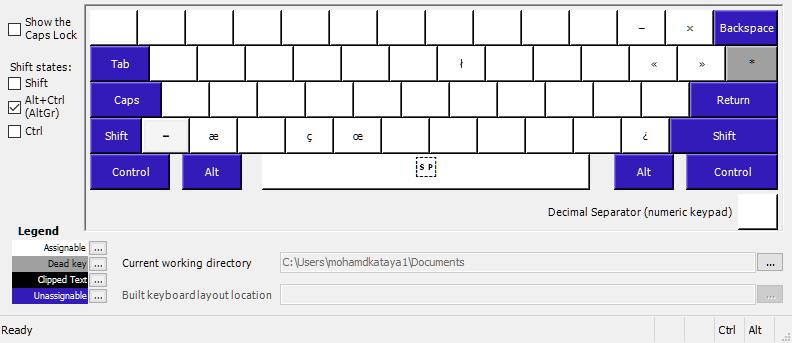 Show the
Caps Lock
– × Backspace
Shift states:
Tab ł « » *
Shift
Alt+Ctrl
(AltGr)
Caps Return
Ctrl
Shift – æ ç œ ¿ Shift
Control Alt SP Alt Control
Decimal Separator (numeric keypad)
Legend
Assignable ...
Dead key ...
Clipped Text ...
Unassignable ...
Current working directory C:\Users\mohamdkataya1\Documents ...
Built keyboard layout location ...
Ready Ctrl Alt